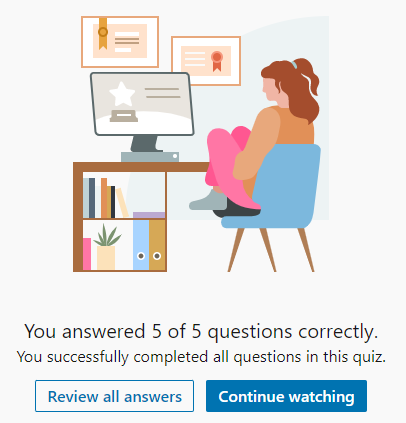 You answered 5 of 5 questions correctly.
You successfully completed all questions in this quiz.
Review all answers
Continue watching